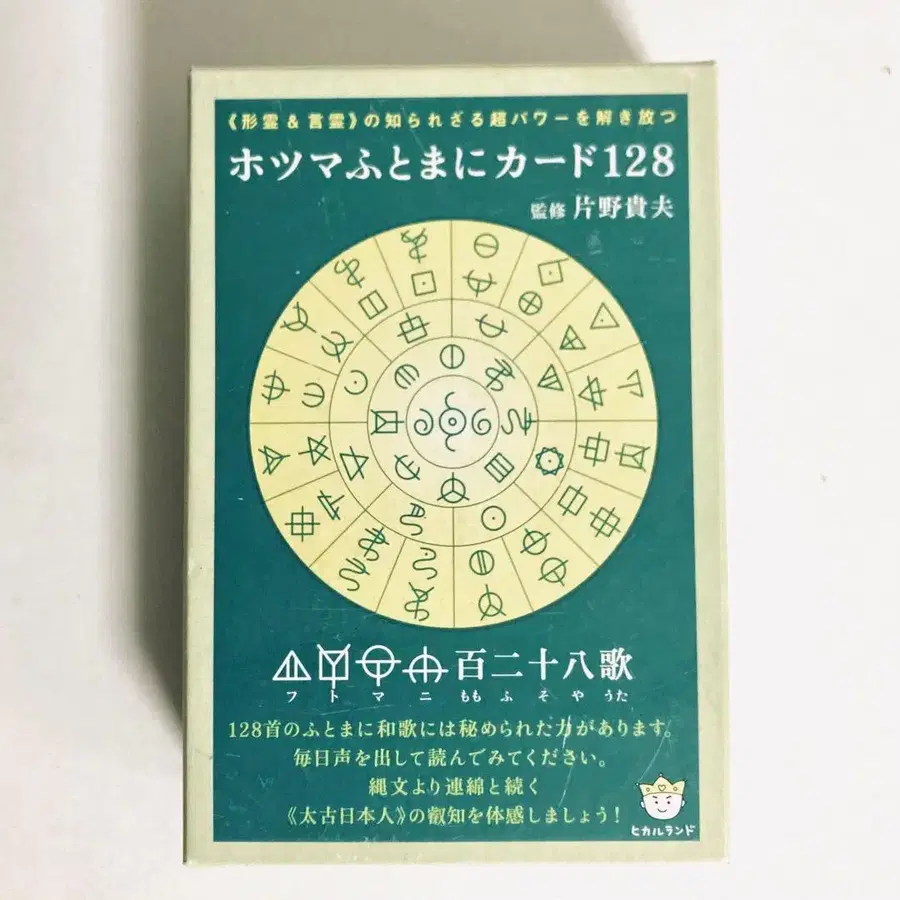 《形霊&言霊》の知られざる超パワーを解き放つ
ホツマふとまにカード128
監修 片野貴夫
百二十八歌
フ ト マ ニ もも ふ そ や うた
128首のふとまに和歌には秘められた力があります。
毎日声を出して読んでみてください。
縄文より連綿と続く
《太古日本人》の叡知を体感しましょう!
ヒカルランド